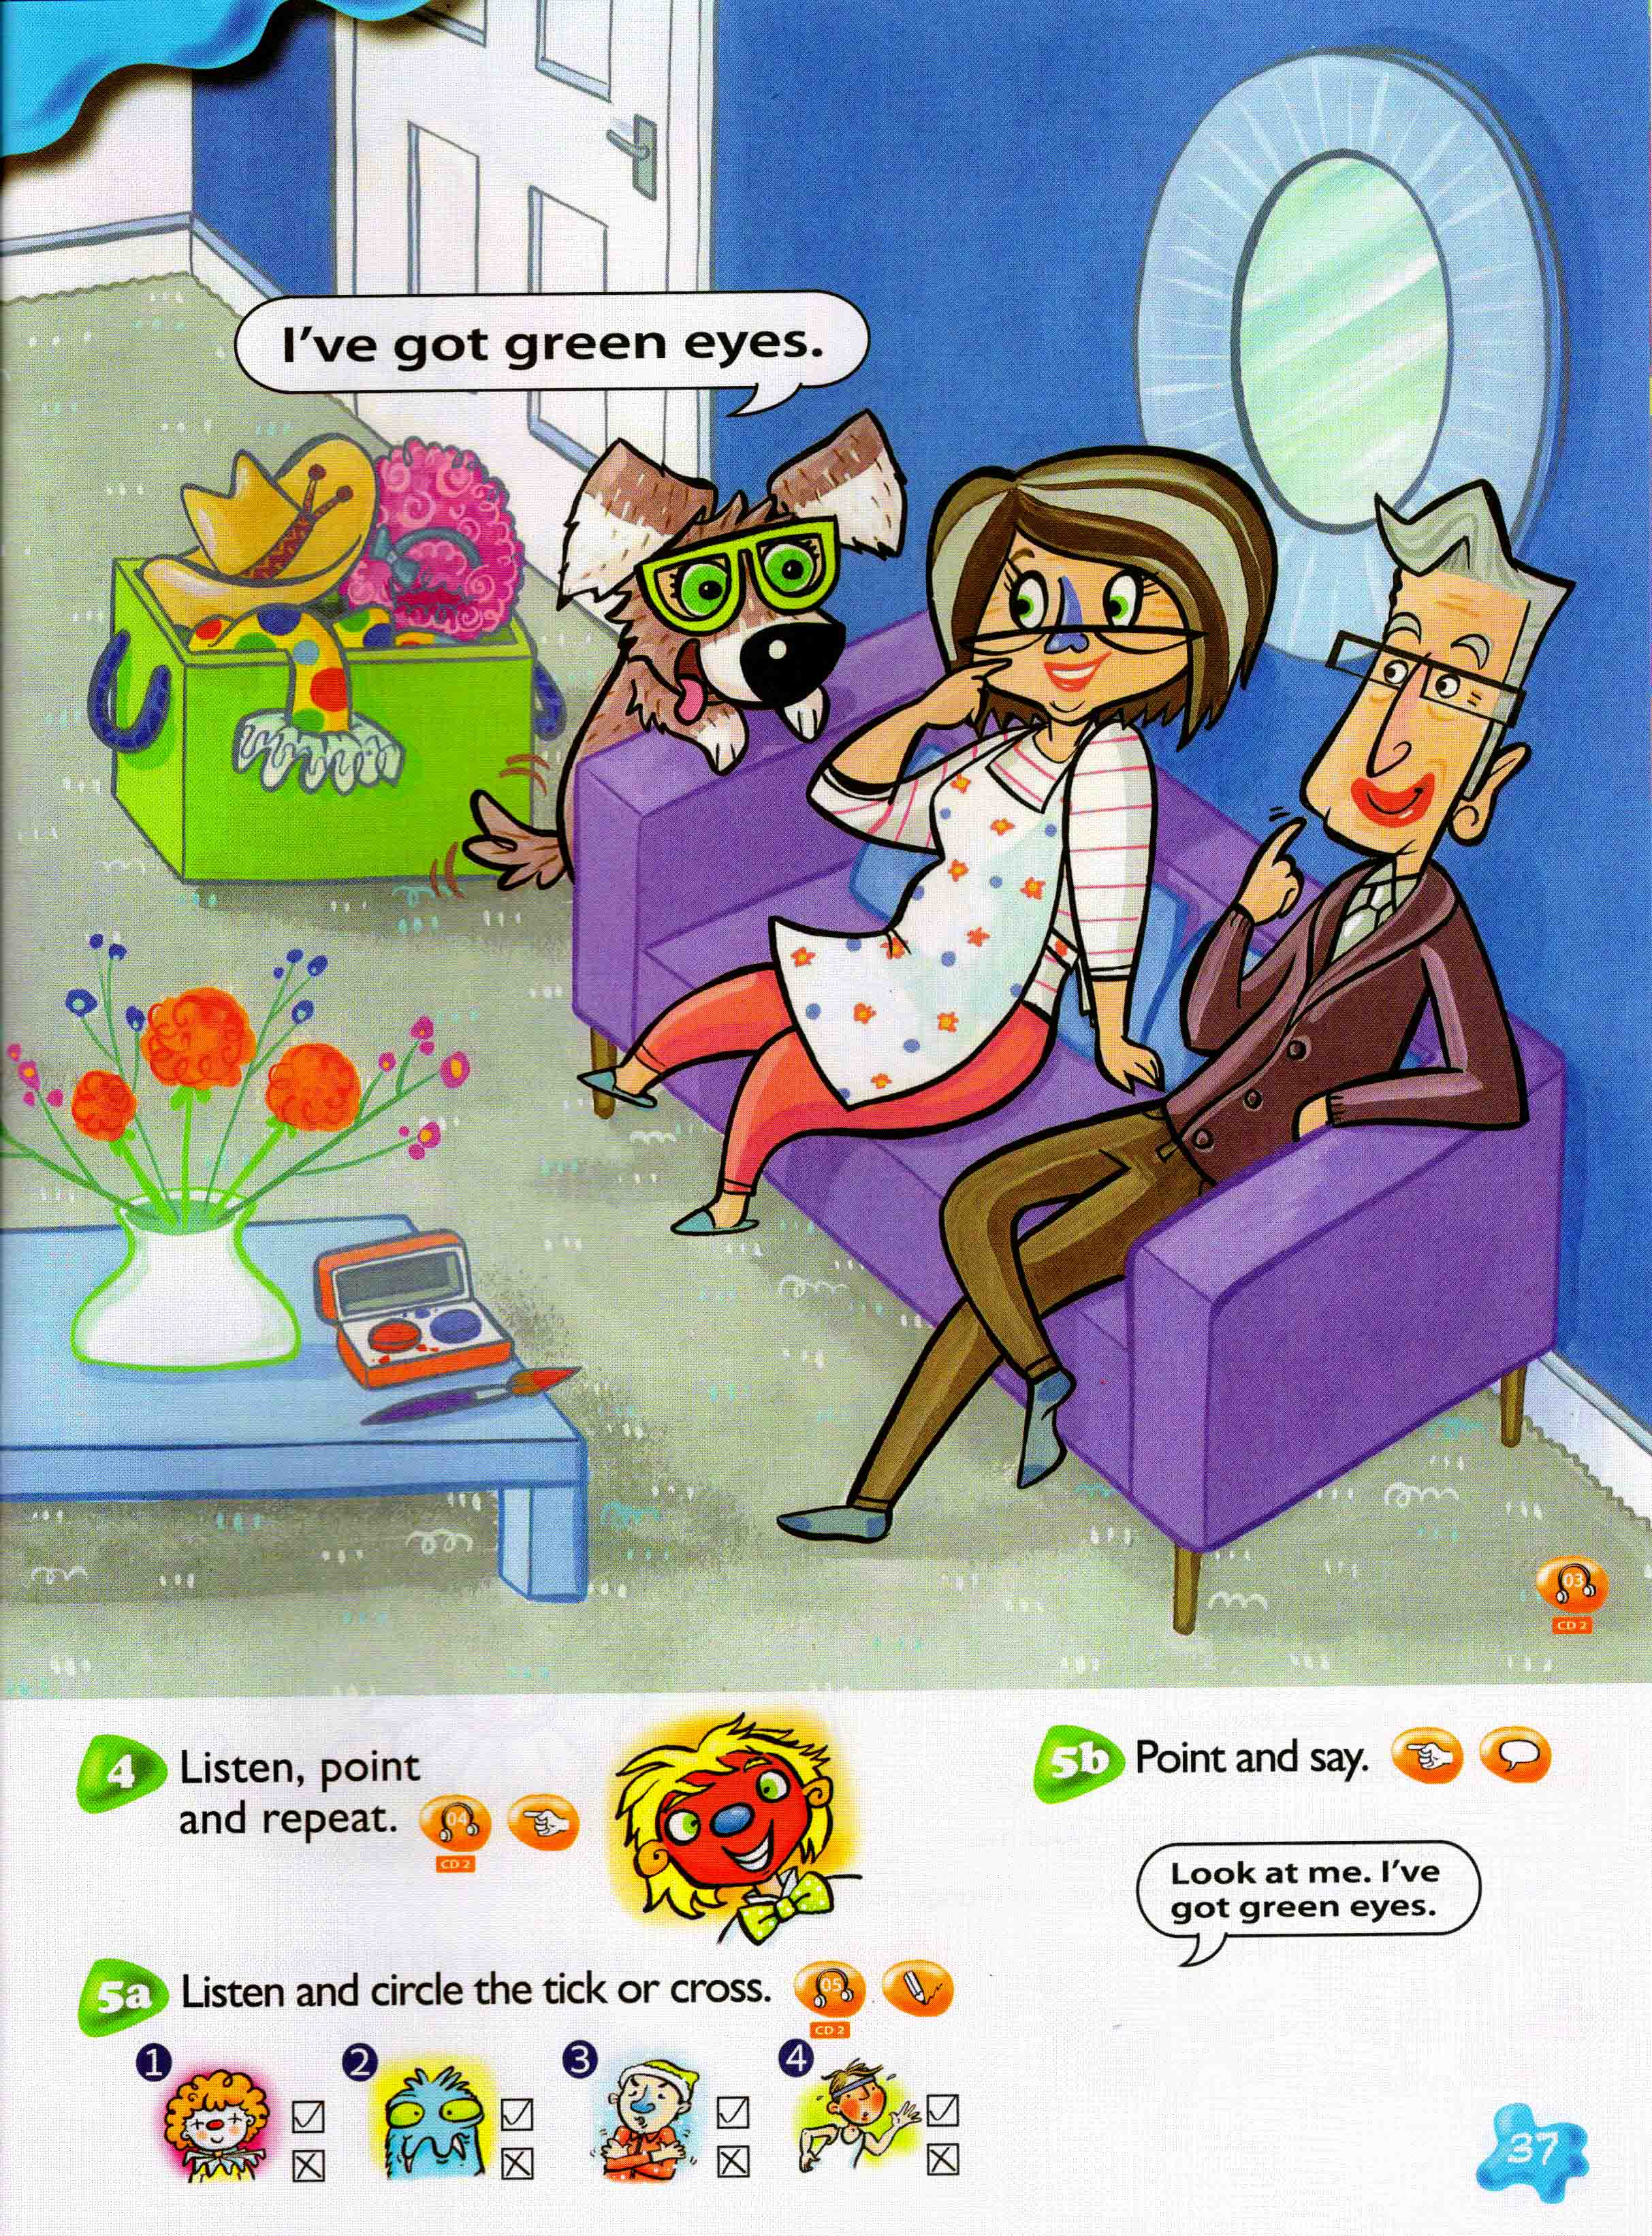 I've got green eyes.
03
CD 2
4 Listen, point
and repeat.
04
CD 2
5b Point and say.
Look at me. I've
got green eyes.
5a Listen and circle the tick or cross.
05
CD 2
1 2 3 4
37